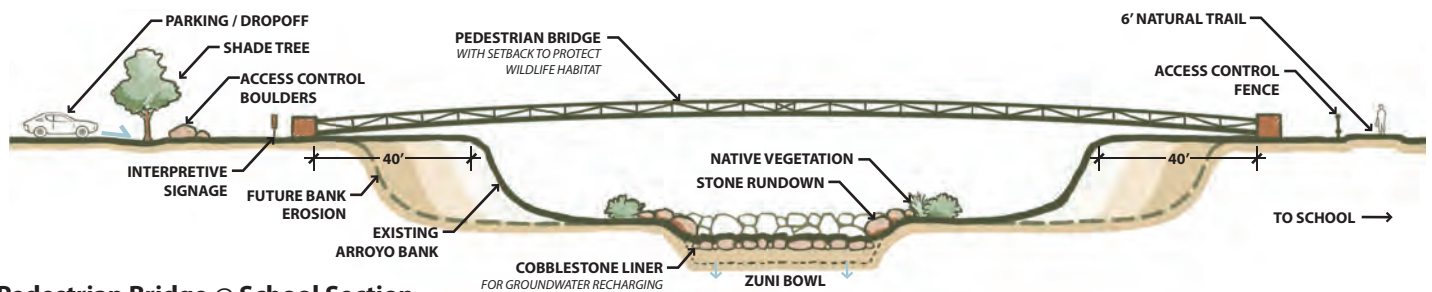 PARKING / DROPOFF
SHADE TREE
ACCESS CONTROL
BOULDERS
PEDESTRIAN BRIDGE
WITH SETBACK TO PROTECT
WILDLIFE HABITAT
6' NATURAL TRAIL
ACCESS CONTROL
FENCE
INTERPRETIVE
SIGNAGE
40'
FUTURE BANK
EROSION
EXISTING
ARROYO BANK
NATIVE VEGETATION
STONE RUNDOWN
40'
TO SCHOOL
COBBLESTONE LINER
FOR GROUNDWATER RECHARGING
ZUNI BOWL
Pedestrian Bridge @ School Section